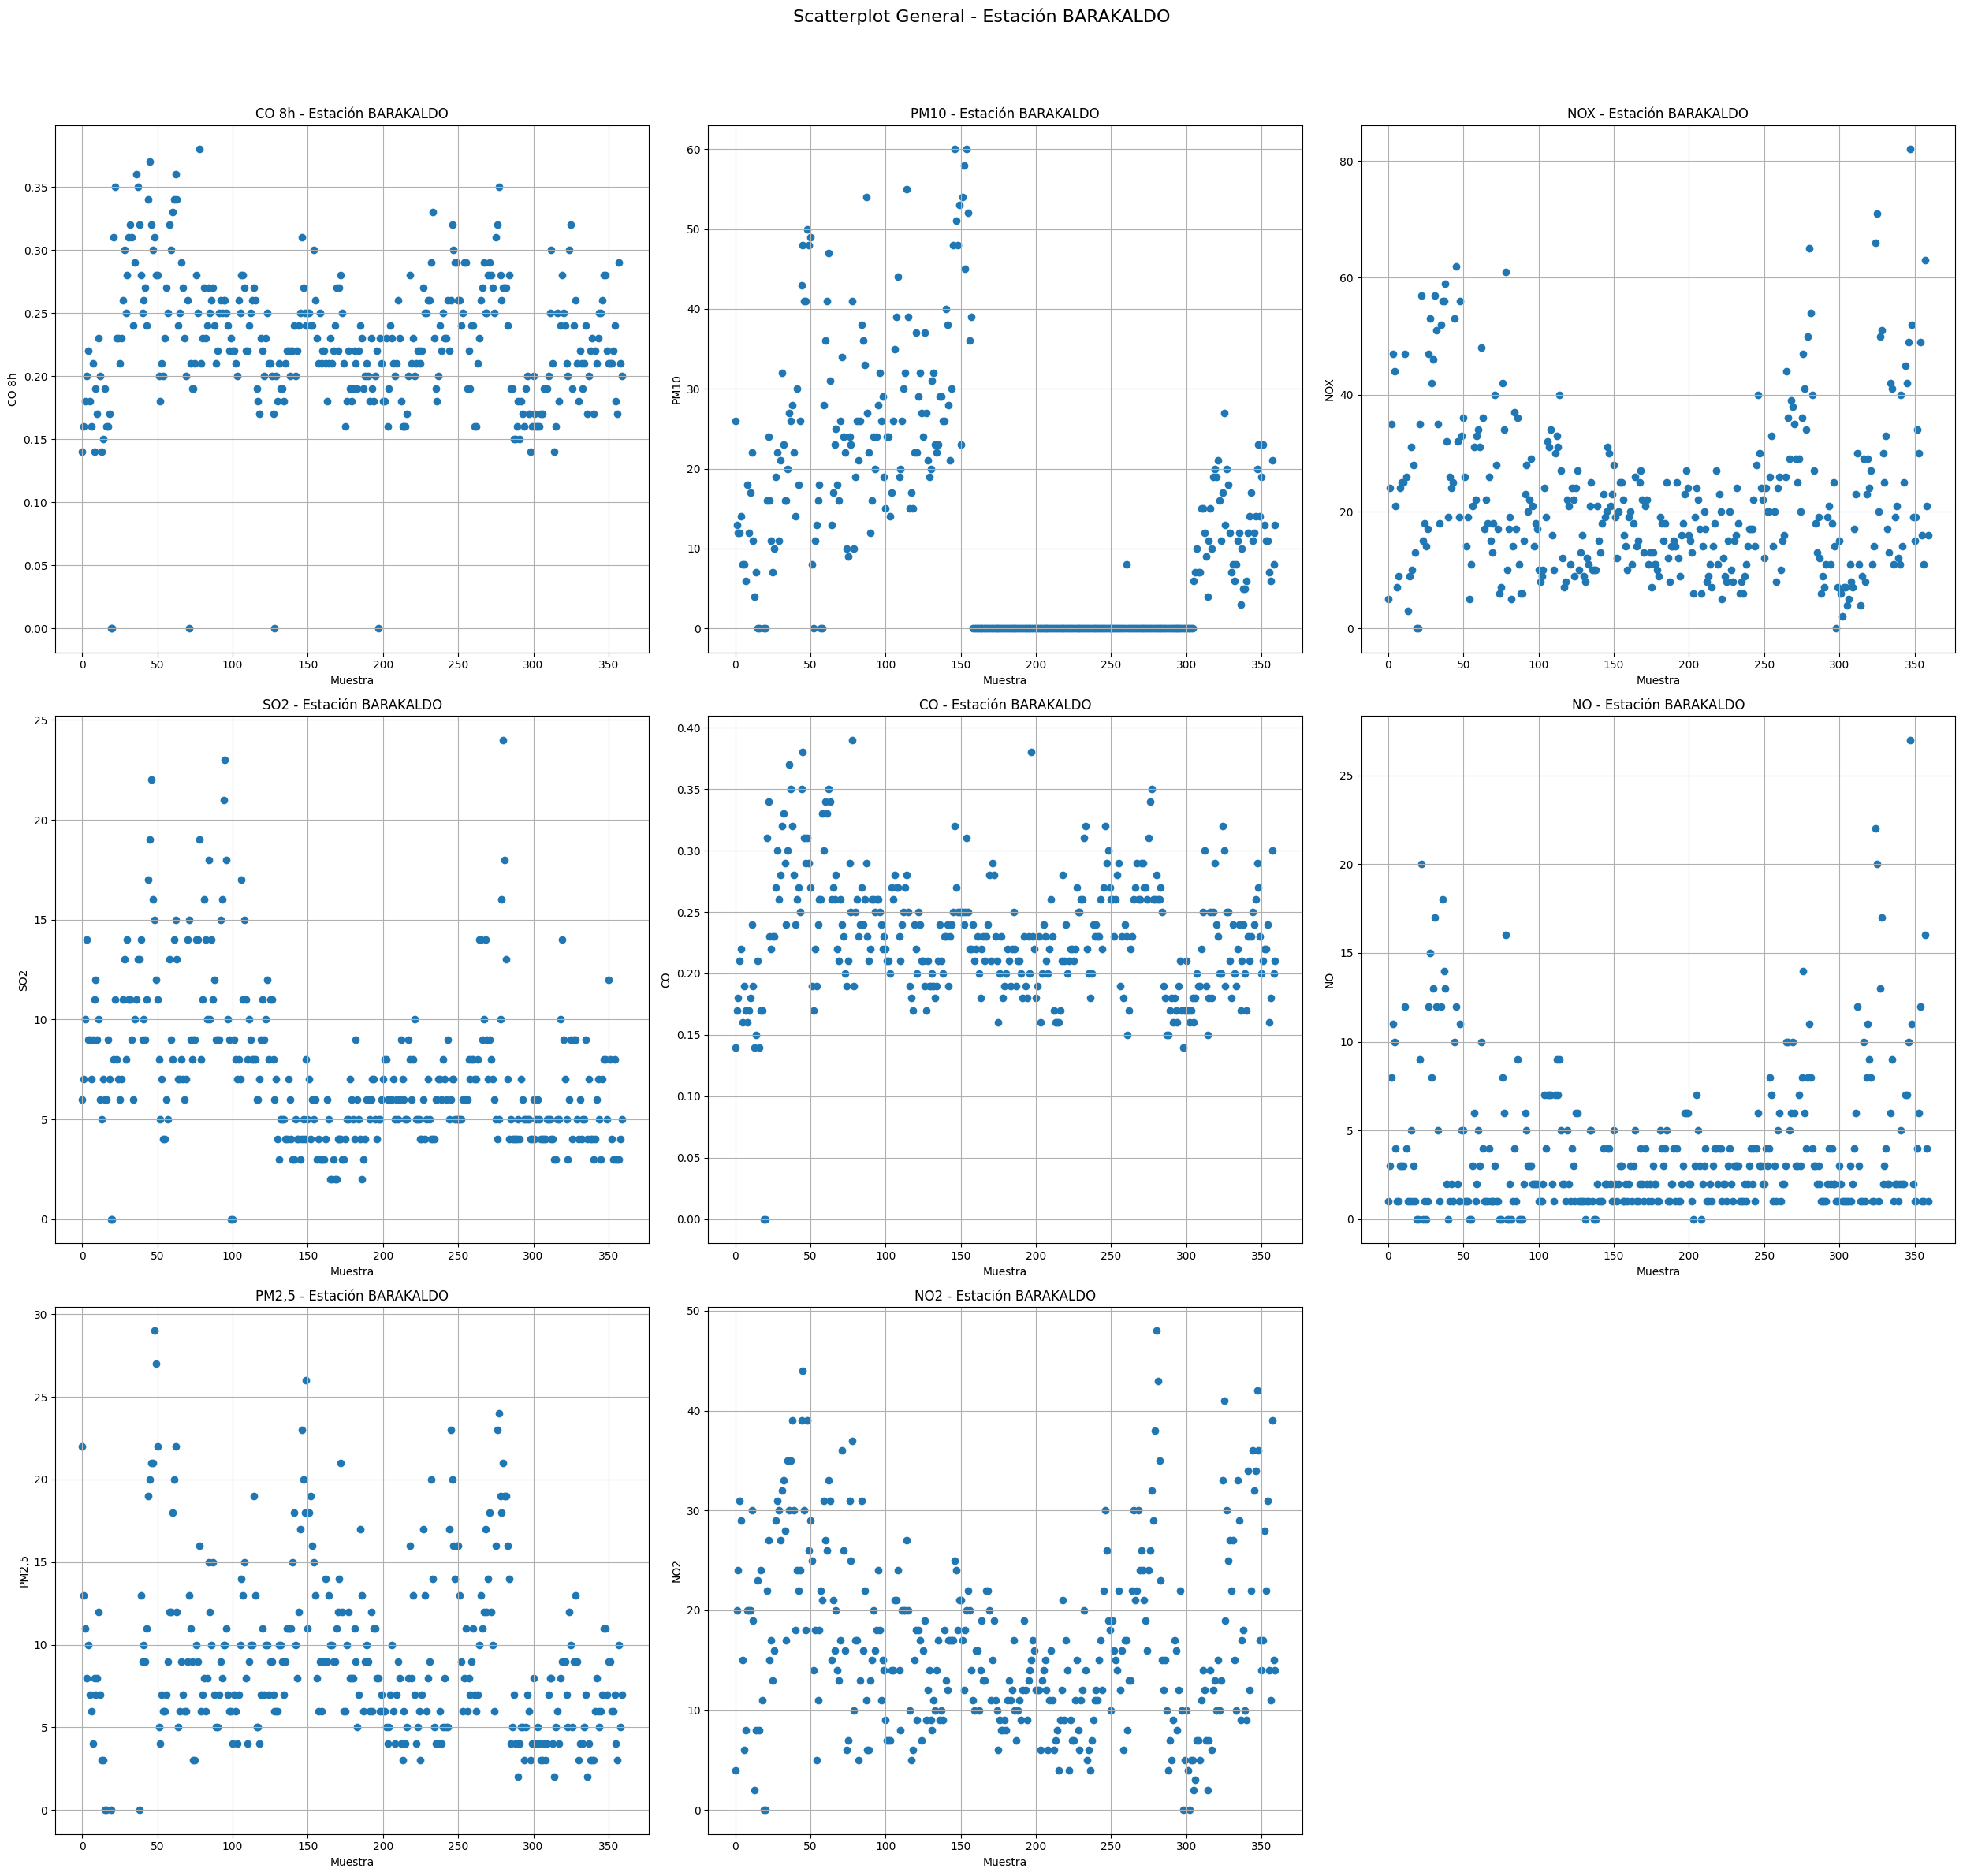 Scatterplot General - Estación BARAKALDO
CO 8h - Estación BARAKALDO
CO 8h
0.35
0.30
0.25
0.20
0.15
0.10
0.05
0.00
0 50 100 150 200 250 300 350
Muestra
PM10 - Estación BARAKALDO
PM10
60
50
40
30
20
10
0
0 50 100 150 200 250 300 350
Muestra
NOX - Estación BARAKALDO
NOX
80
60
40
20
0
0 50 100 150 200 250 300 350
Muestra
SO2 - Estación BARAKALDO
SO2
25
20
15
10
5
0
0 50 100 150 200 250 300 350
Muestra
CO - Estación BARAKALDO
CO
0.40
0.35
0.30
0.25
0.20
0.15
0.10
0.05
0.00
0 50 100 150 200 250 300 350
Muestra
NO - Estación BARAKALDO
NO
25
20
15
10
5
0
0 50 100 150 200 250 300 350
Muestra
PM2,5 - Estación BARAKALDO
PM2,5
30
25
20
15
10
5
0
0 50 100 150 200 250 300 350
Muestra
NO2 - Estación BARAKALDO
NO2
50
40
30
20
10
0
0 50 100 150 200 250 300 350
Muestra